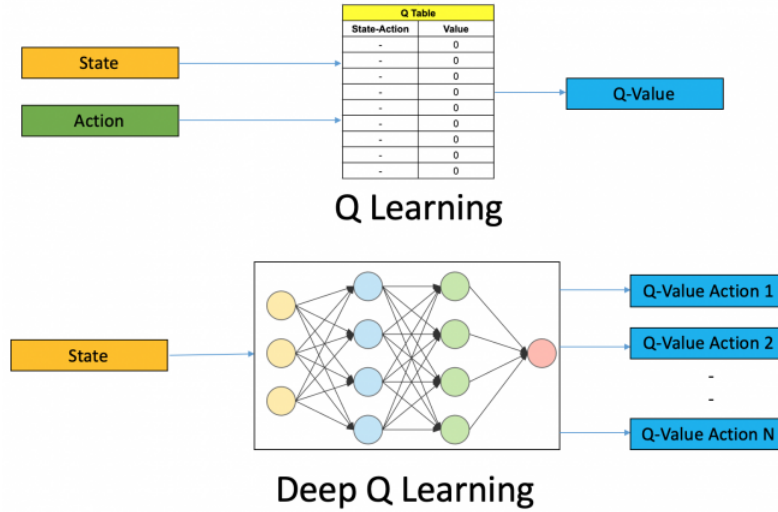 Q Table
State-Action Value
- 0
- 0
- 0
- 0
- 0
- 0
- 0
- 0
- 0
State
Action
Q-Value
Q Learning
State
Q-Value Action 1
Q-Value Action 2
-
-
Q-Value Action N
Deep Q Learning